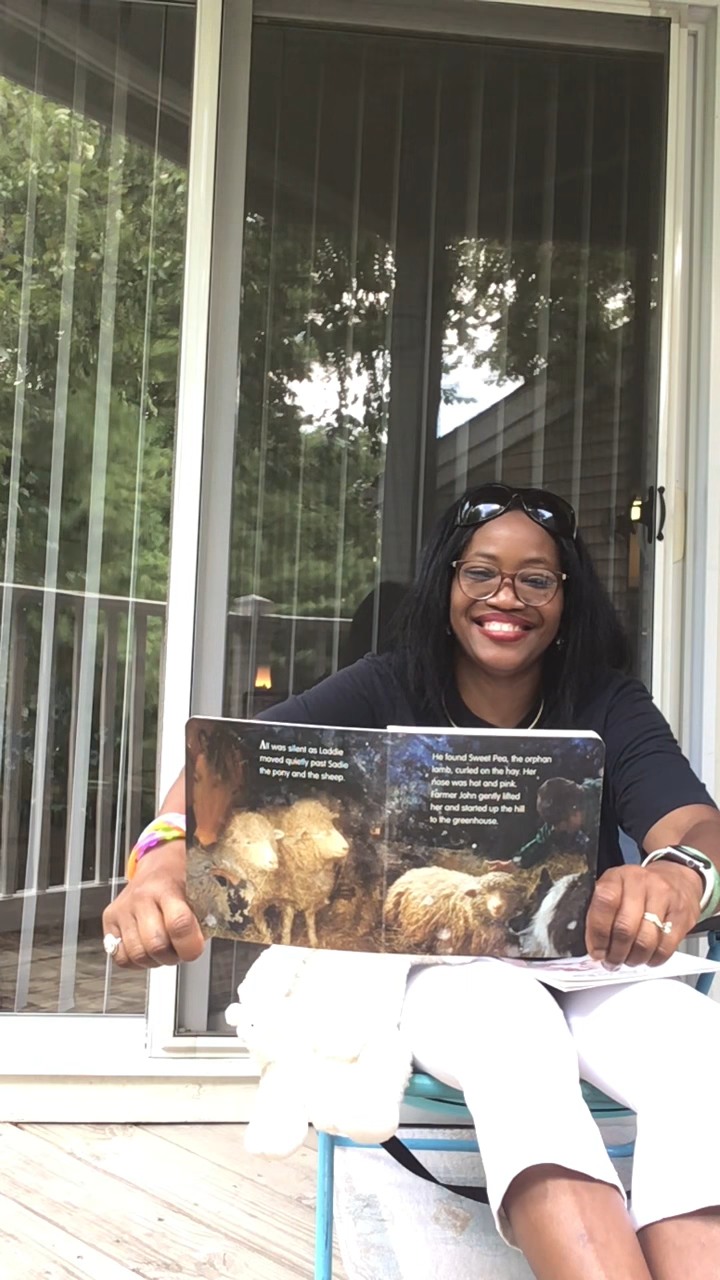 All was silent as Laddie
moved quietly past Sadie
the pony and the sheep.
He found Sweet Pea, the orphan
lamb, curled on the hay. Her
nose was hot and pink.
Farmer John gently lifted
her and started up the hill
to the greenhouse.